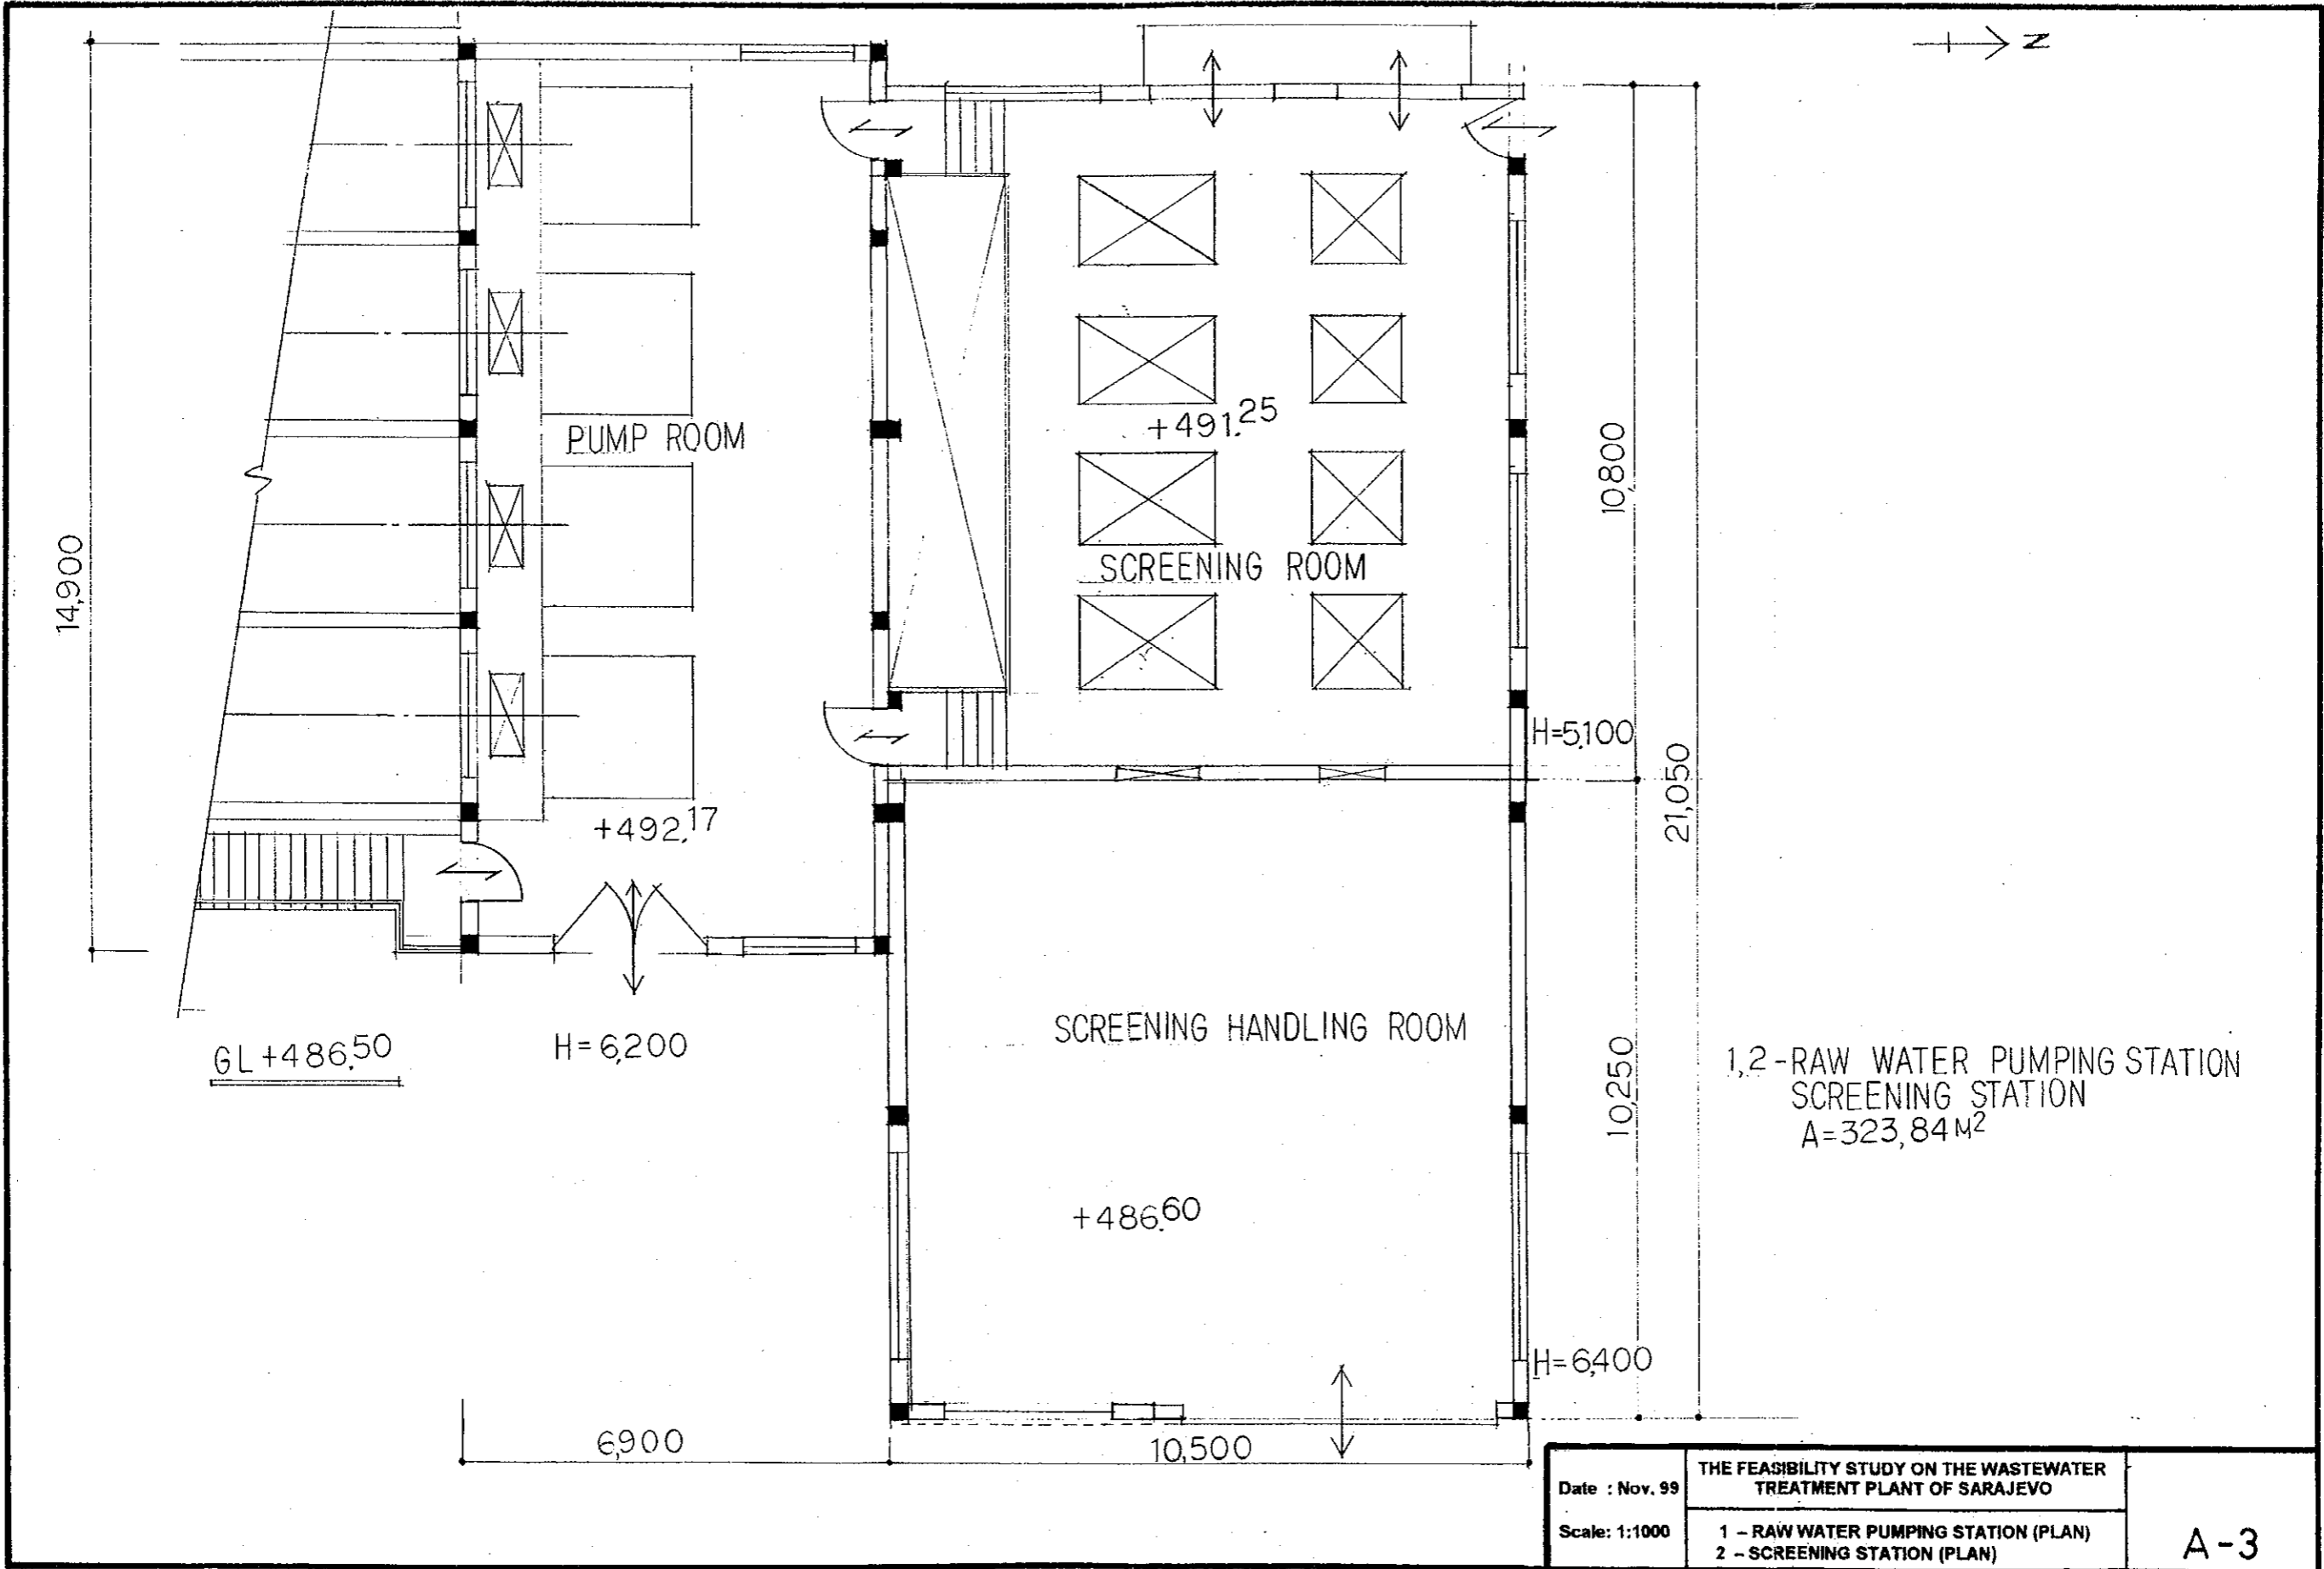 N
14,900
PUMP ROOM
+491.25
10,800
SCREENING ROOM
H=5,100
21,050
+492,17
GL +486,50
H=6,200
SCREENING HANDLING ROOM
10,250
1,2-RAW WATER PUMPING STATION
SCREENING STATION
A=323,84 M²
+486.60
H=6,400
6,900
10,500
Date : Nov. 99
Scale: 1:1000
THE FEASIBILITY STUDY ON THE WASTEWATER
TREATMENT PLANT OF SARAJEVO
1 - RAW WATER PUMPING STATION (PLAN)
2 - SCREENING STATION (PLAN)
A-3